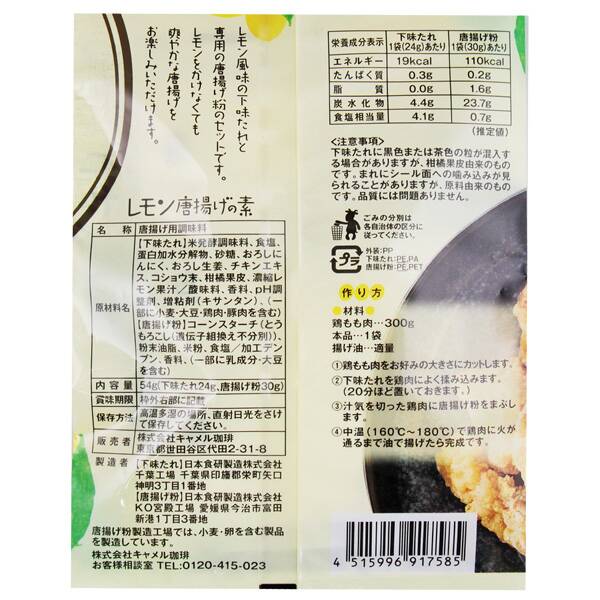 レモン風味の下味たれと
専用の唐揚げ粉のセットです。
レモンをかけなくても
爽やかな唐揚げを
お楽しみいただけます。
レモン唐揚げの素
名称 唐揚げ用調味料
原材料名 【下味たれ】米発酵調味料、食塩、
蛋白加水分解物、砂糖、おろしに
んにく、おろし生姜、チキンエキ
ス、コショウ末、柑橘果皮、濃縮レ
モン果汁／酸味料、香料、pH調
整剤、増粘剤(キサンタン)、(一
部に小麦・大豆・鶏肉・豚肉を含む)
【唐揚げ粉】コーンスターチ(とう
もろこし(遺伝子組換え不分別))、
粉末油脂、米粉、食塩／加工デン
プン、香料、(一部に乳成分・大豆
を含む)
内容量 54g(下味たれ24g、唐揚げ粉30g)
賞味期限 枠外右部に記載
保存方法 高温多湿の場所、直射日光をさけ
て保存してください。
販売者 株式会社キャメル珈琲
東京都世田谷区代田2-31-8
製造者 【下味たれ】日本食研製造株式会社
千葉工場 千葉県印旛郡栄町矢口
神明3丁目1番地
【唐揚げ粉】日本食研製造株式会社
KO宮殿工場 愛媛県今治市富田
新港1丁目3番地
唐揚げ粉製造工場では、小麦・卵を含む製品
を製造しています。
株式会社キャメル珈琲
お客様相談室 TEL:0120-415-023
栄養成分表示 下味たれ 1袋(24g)あたり 唐揚げ粉 1袋(30g)あたり
エネルギー 19kcal 110kcal
たんぱく質 0.3g 0.2g
脂質 0.0g 1.6g
炭水化物 4.4g 23.7g
食塩相当量 4.1g 0.7g
(推定値)
<注意事項>
下味たれに黒色または茶色の粒が混入す
る場合がありますが、柑橘果皮由来のもの
です。まれにシール面への噛み込みが見
られることがありますが、原料由来のもの
です。品質には問題ありません。
ごみの分別は
各自治体の区分に
従ってください。
プラ
外装:PP
下味たれ:PE,PA
唐揚げ粉:PE,PET
作り方
材料
鶏もも肉…300g
本品…1袋
揚げ油…適量
①鶏もも肉をお好みの大きさにカットします。
②下味たれを鶏肉によく揉み込みます。
(20分ほど置いておきます。)
③汁気を切った鶏肉に唐揚げ粉をまぶし
ます。
④中温(160℃〜180℃)で鶏肉に火が
通るまで油で揚げたら完成です。
4 515996 917585